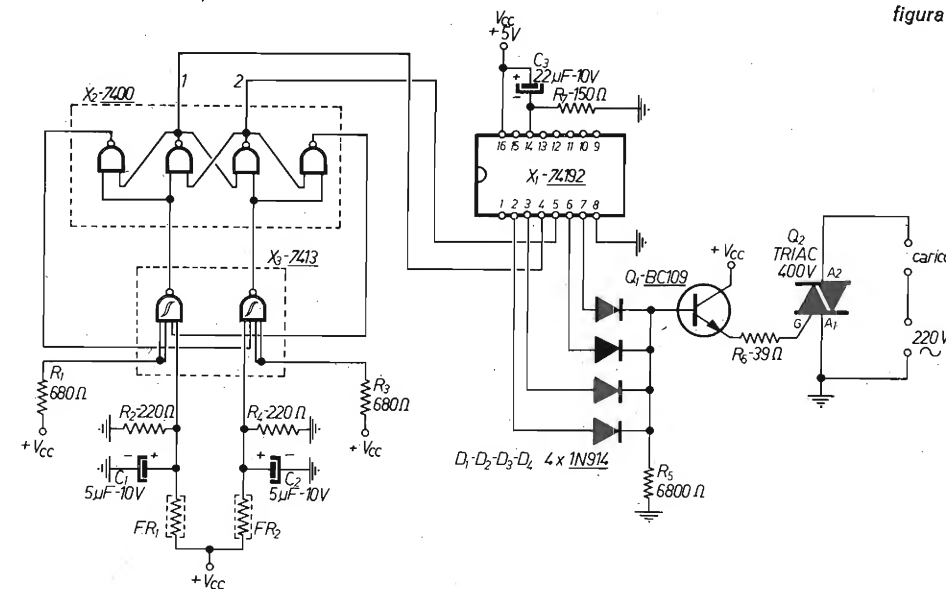 figura
1
2
X2-7400
X3-7413
R1
680Ω
+Vcc
R2-220Ω
R4-220Ω
R3
680Ω
+Vcc
- +
C1
5µF-10V
+ -
C2
5µF-10V
FR1
FR2
+Vcc
Vcc
+5V
C3
22µF-10V
+
-
R7-150Ω
16 15 14 13 12 11 10 9
X1-74192
1 2 3 4 5 6 7 8
Q1-BC109
+Vcc
R6-39Ω
Q2
TRIAC
400V
A2
G
A1
carico
220V
D1-D2-D3-D4 4x1N914
R5
6800Ω